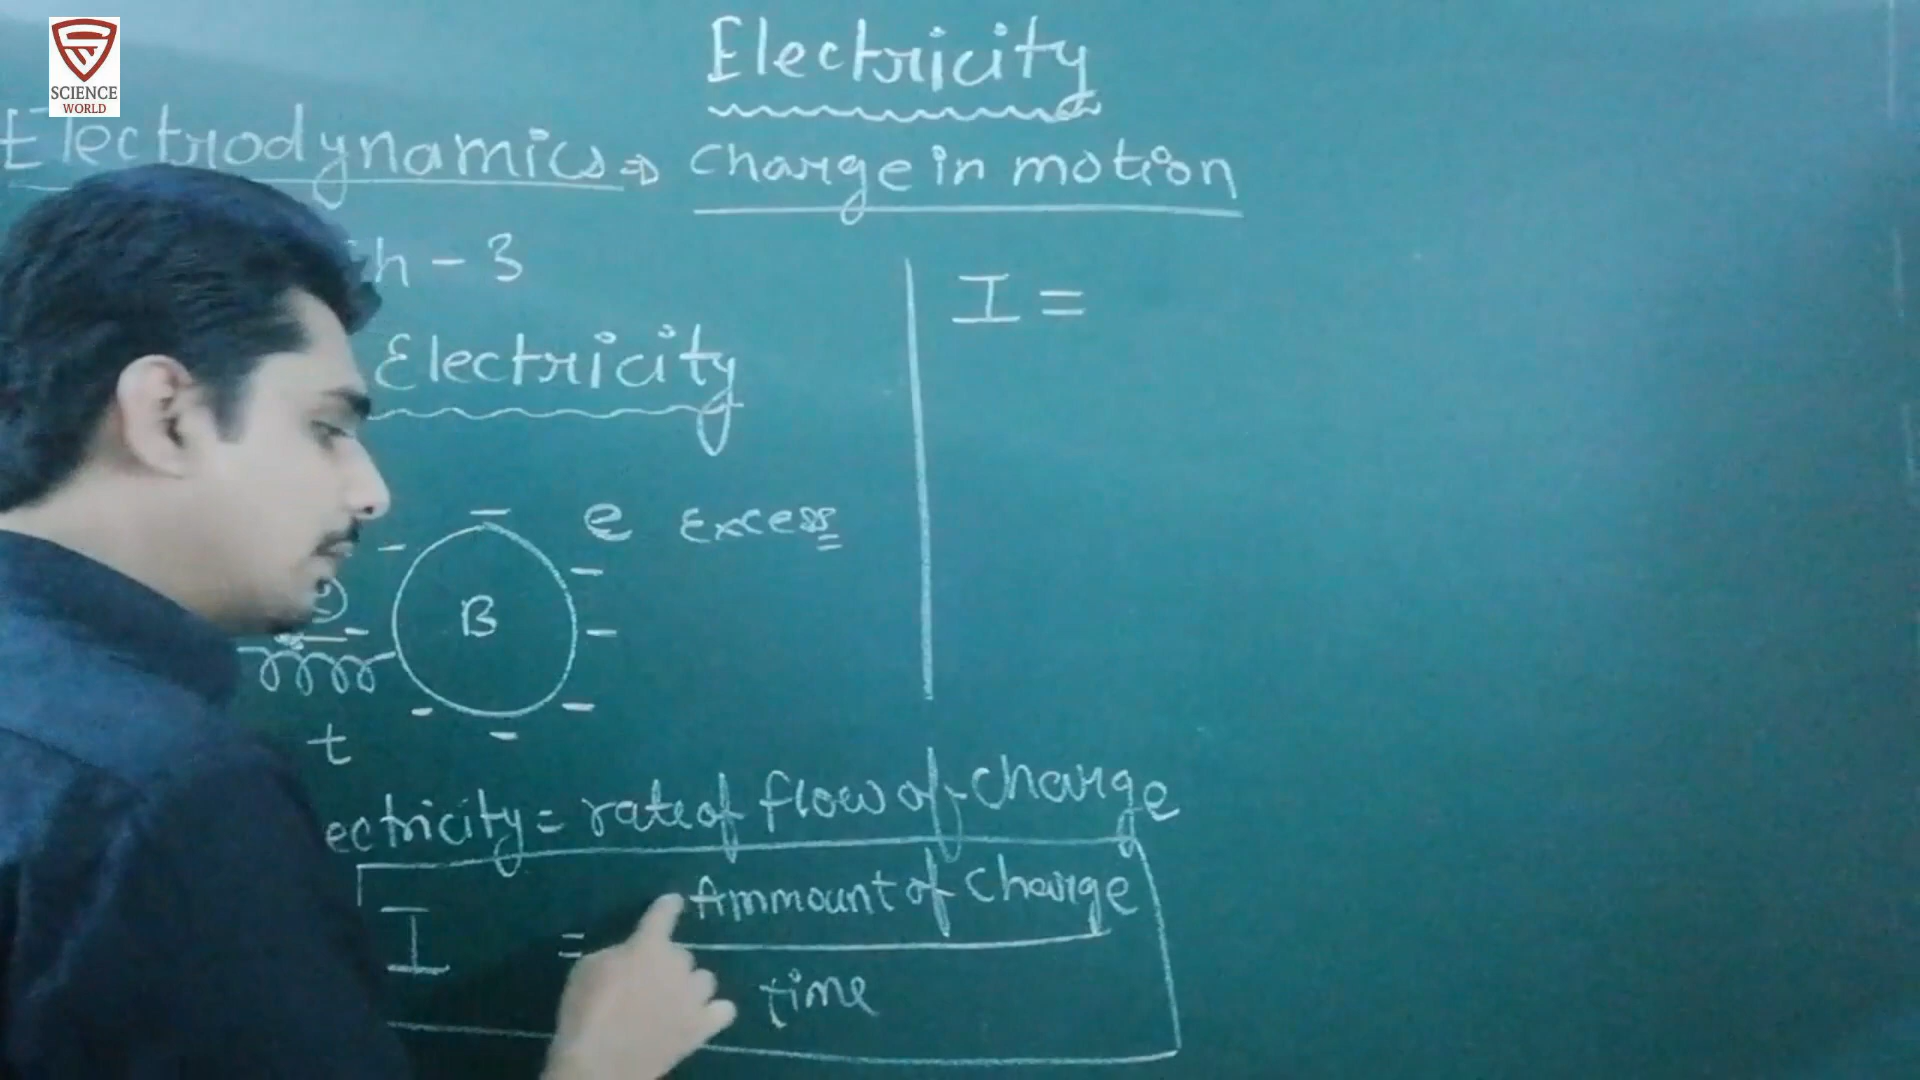 SCIENCE
WORLD
Electricity
Electrodynamics ⇒ charge in motion
h - 3
I =
Electricity
e Excess
B
t
ectricity = rate of flow of charge
I = Ammount of charge
time